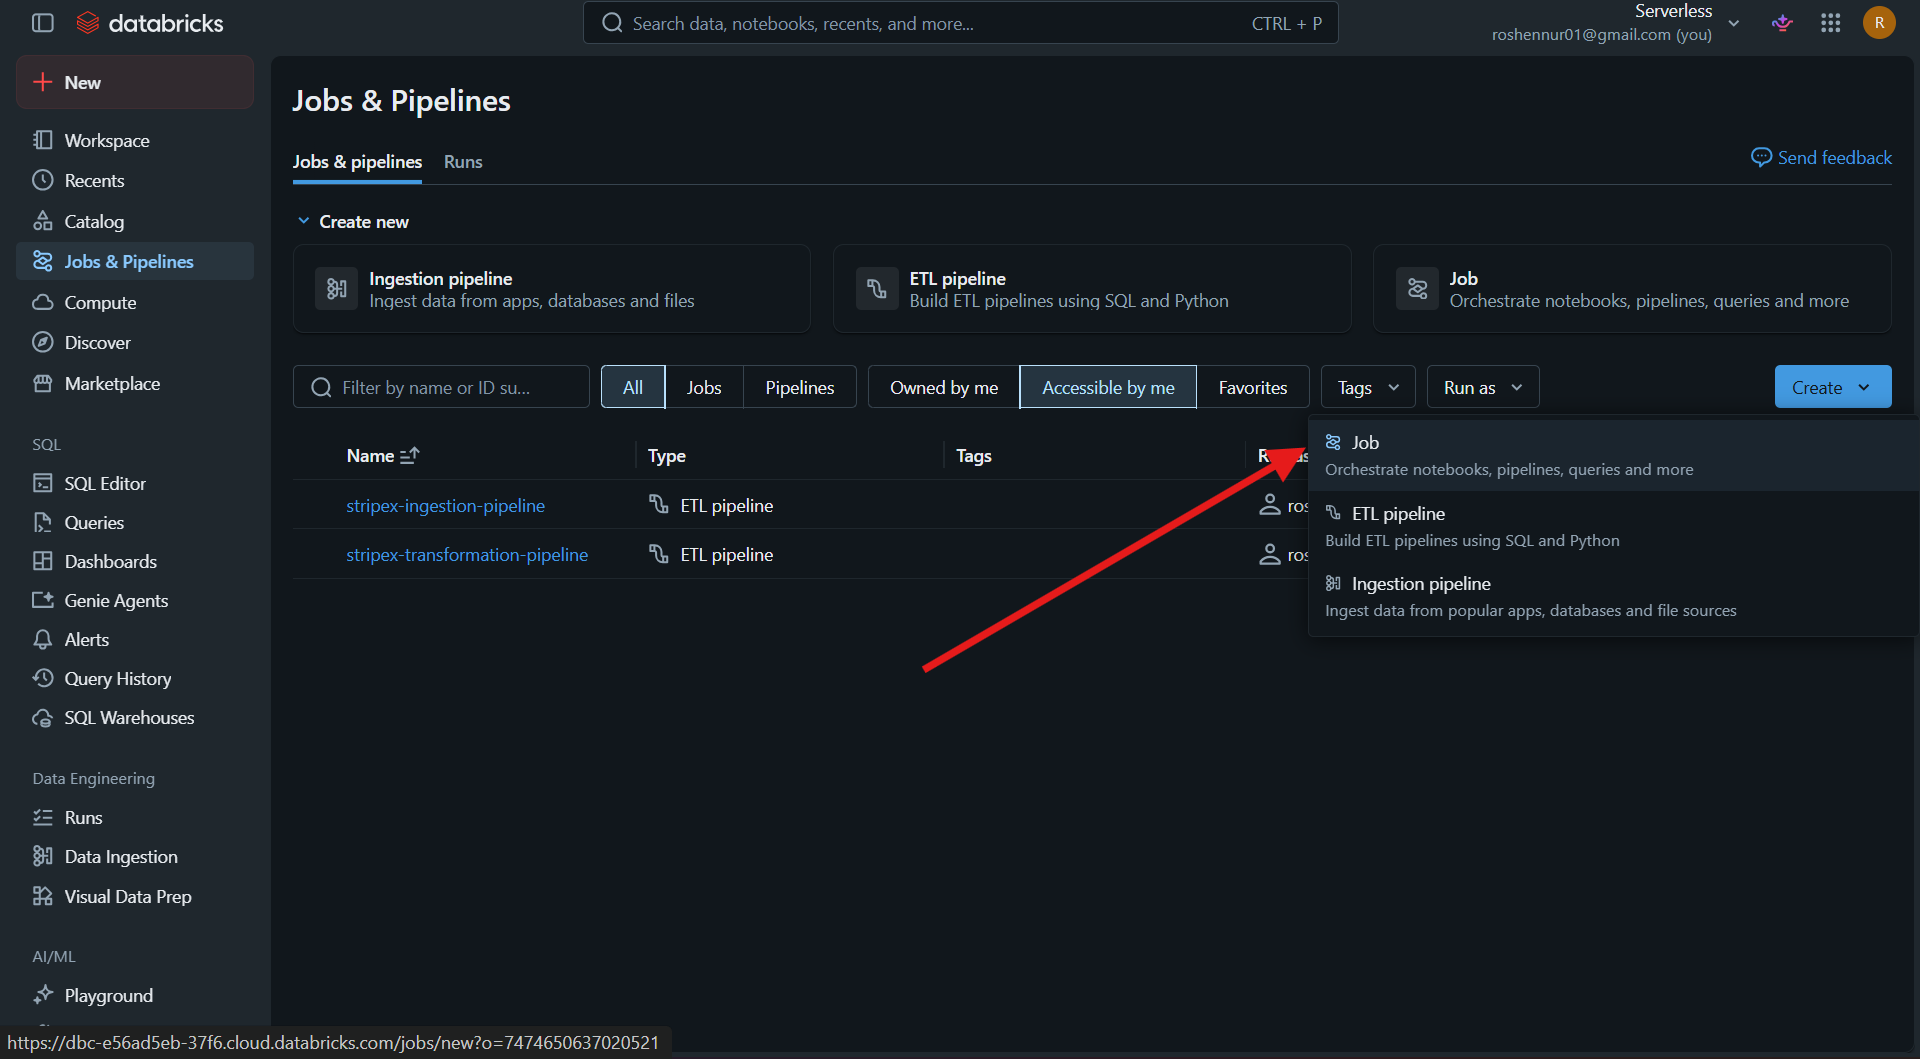 databricks
Search data, notebooks, recents, and more...
CTRL + P
Serverless
roshennur01@gmail.com (you)
R
New
Workspace
Recents
Catalog
Jobs & Pipelines
Compute
Discover
Marketplace
SQL
SQL Editor
Queries
Dashboards
Genie Agents
Alerts
Query History
SQL Warehouses
Data Engineering
Runs
Data Ingestion
Visual Data Prep
AI/ML
Playground
Jobs & Pipelines
Jobs & pipelines
Runs
Send feedback
Create new
Ingestion pipeline
Ingest data from apps, databases and files
ETL pipeline
Build ETL pipelines using SQL and Python
Job
Orchestrate notebooks, pipelines, queries and more
Filter by name or ID su...
All
Jobs
Pipelines
Owned by me
Accessible by me
Favorites
Tags
Run as
Create
Name
Type
Tags
stripex-ingestion-pipeline
ETL pipeline
ros
stripex-transformation-pipeline
ETL pipeline
ros
Job
Orchestrate notebooks, pipelines, queries and more
ETL pipeline
Build ETL pipelines using SQL and Python
Ingestion pipeline
Ingest data from popular apps, databases and file sources
https://dbc-e56ad5eb-37f6.cloud.databricks.com/jobs/new?o=7474650637020521